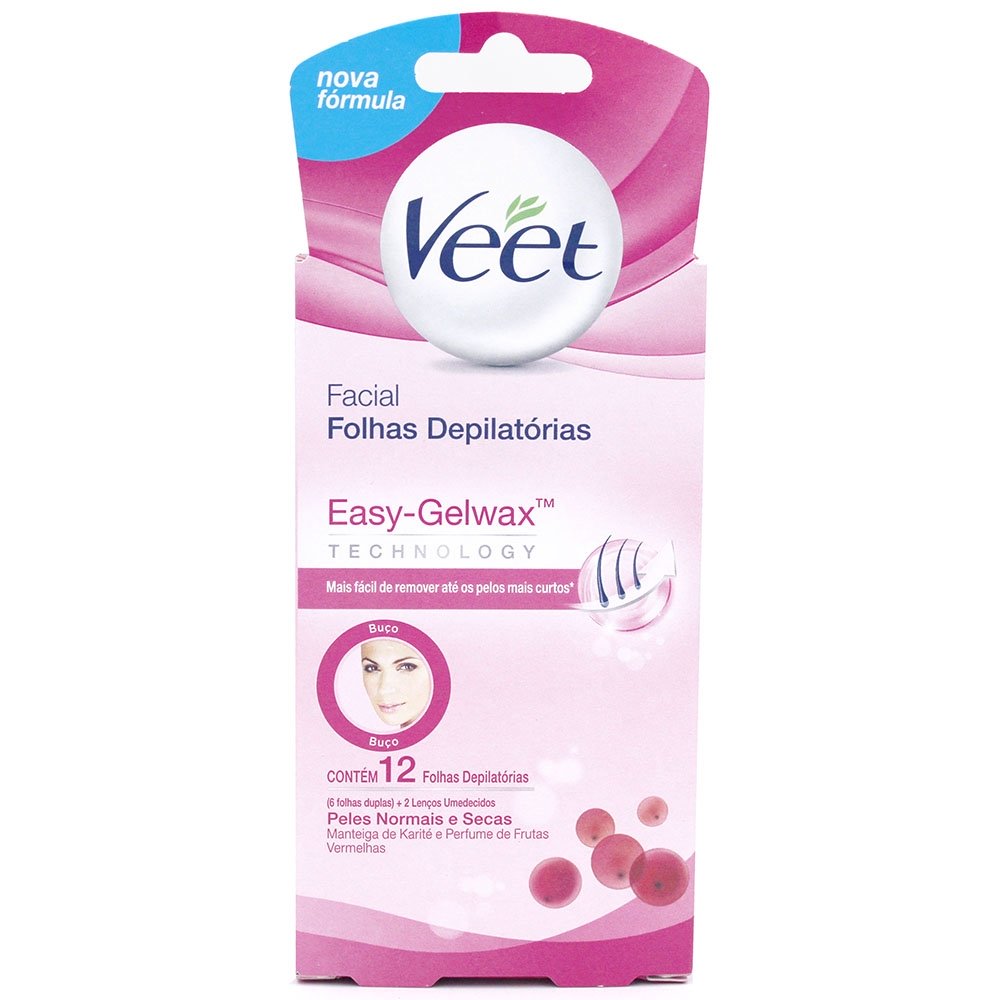 nova
fórmula
Veet
Facial
Folhas Depilatórias
Easy-Gelwax™
TECHNOLOGY
Mais fácil de remover até os pelos mais curtos*
Buço
Buço
CONTÉM 12 Folhas Depilatórias
(6 folhas duplas) + 2 Lenços Umedecidos
Peles Normais e Secas
Manteiga de Karité e Perfume de Frutas
Vermelhas